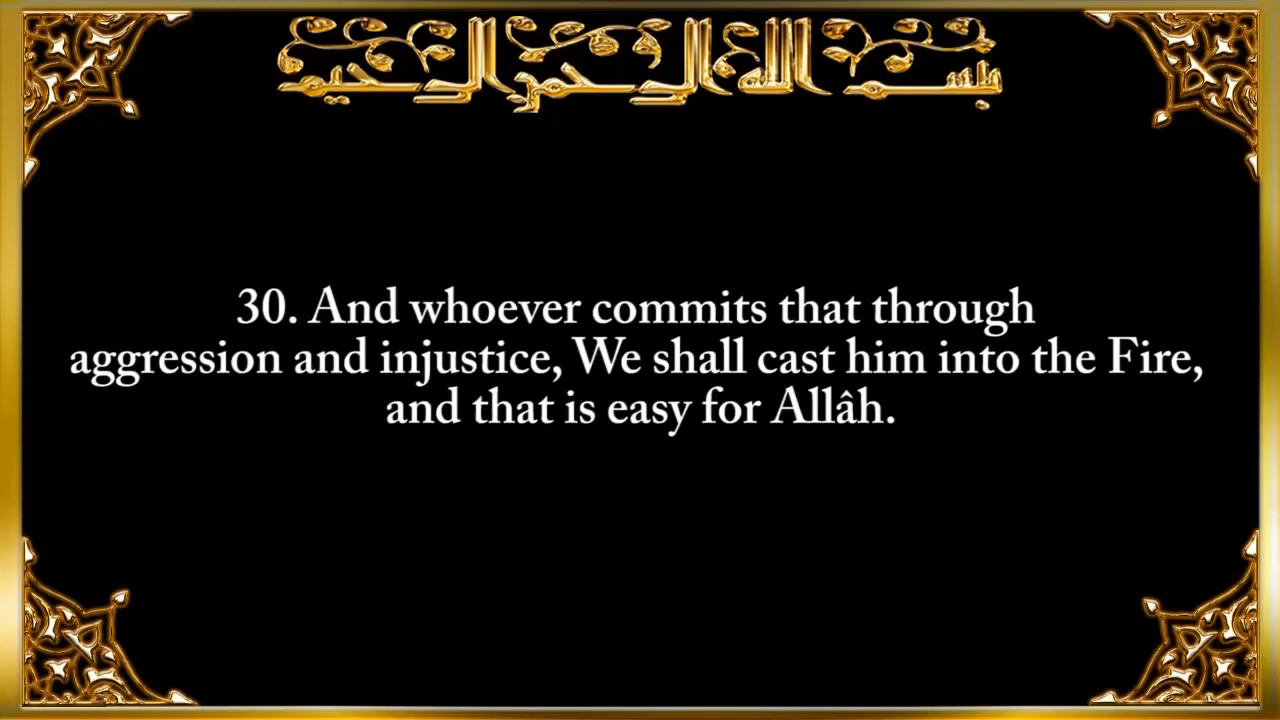 بسم الله الرحمن الرحيم
30. And whoever commits that through
aggression and injustice, We shall cast him into the Fire,
and that is easy for Allâh.